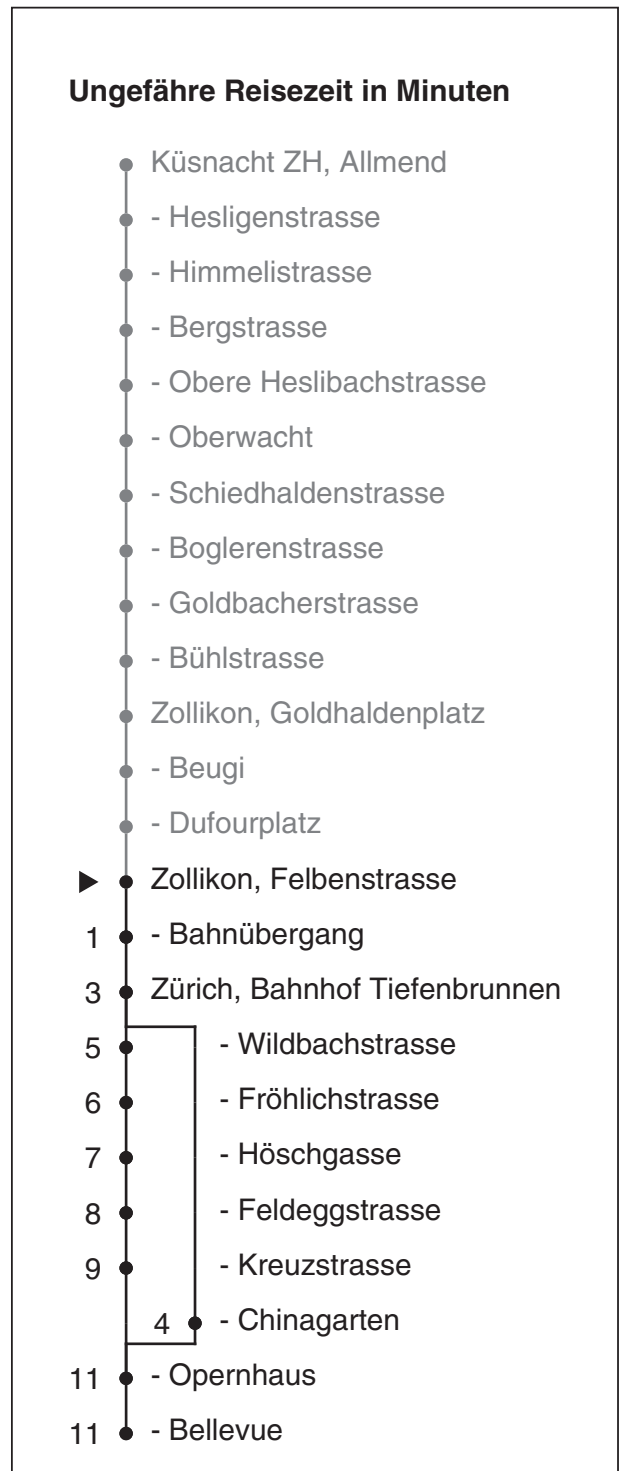 Ungefähre Reisezeit in Minuten
Küsnacht ZH, Allmend
- Hesligenstrasse
- Himmelistrasse
- Bergstrasse
- Obere Heslibachstrasse
- Oberwacht
- Schiedhaldenstrasse
- Boglerenstrasse
- Goldbacherstrasse
- Bühlstrasse
Zollikon, Goldhaldenplatz
- Beugi
- Dufourplatz
Zollikon, Felbenstrasse
1 - Bahnübergang
3 Zürich, Bahnhof Tiefenbrunnen
5 - Wildbachstrasse
6 - Fröhlichstrasse
7 - Höschgasse
8 - Feldeggstrasse
9 - Kreuzstrasse
4 - Chinagarten
11 - Opernhaus
11 - Bellevue